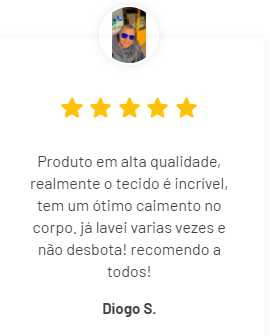 Produto em alta qualidade,
realmente o tecido é incrível,
tem um ótimo caimento no
corpo. já lavei varias vezes e
não desbota! recomendo a
todos!
Diogo S.